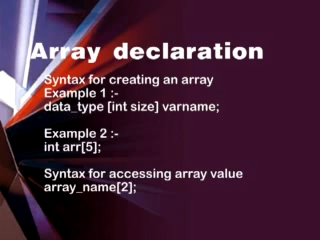 Array declaration
Syntax for creating an array
Example 1 :-
data_type [int size] varname;
Example 2 :-
int arr[5];
Syntax for accessing array value
array_name[2];